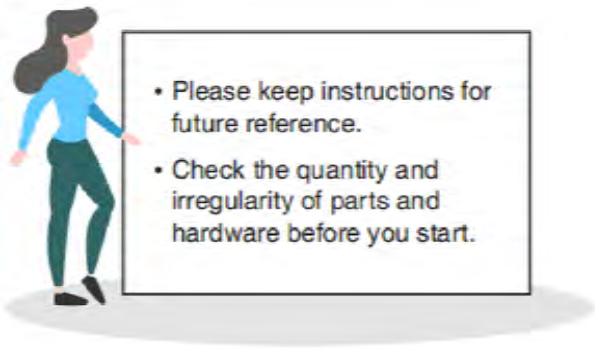 • Please keep instructions for
future reference.
• Check the quantity and
irregularity of parts and
hardware before you start.